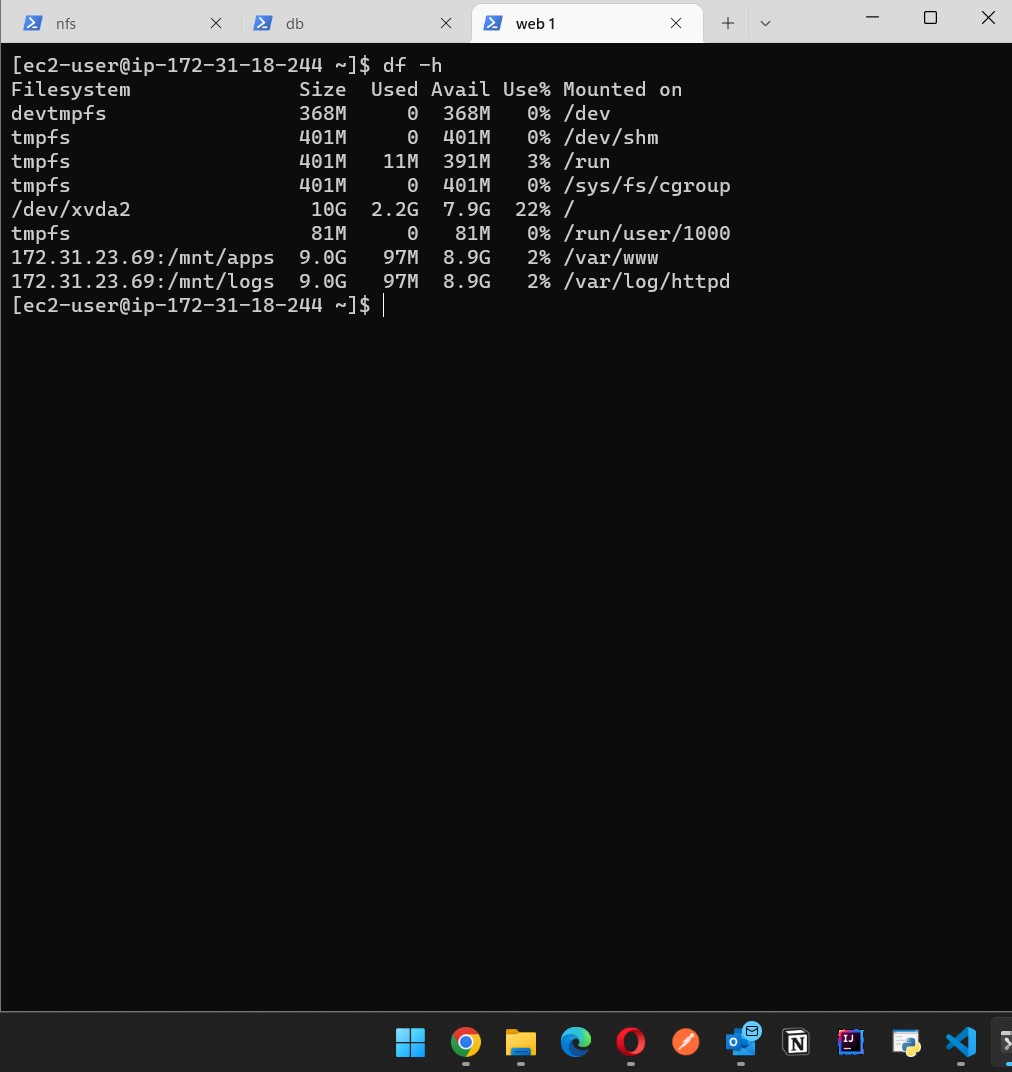 nfs
db
web 1
[ec2-user@ip-172-31-18-244 ~]$ df -h
Filesystem              Size  Used Avail Use% Mounted on
devtmpfs                368M     0  368M   0% /dev
tmpfs                   401M     0  401M   0% /dev/shm
tmpfs                   401M   11M  391M   3% /run
tmpfs                   401M     0  401M   0% /sys/fs/cgroup
/dev/xvda2               10G  2.2G  7.9G  22% /
tmpfs                    81M     0   81M   0% /run/user/1000
172.31.23.69:/mnt/apps  9.0G   97M  8.9G   2% /var/www
172.31.23.69:/mnt/logs  9.0G   97M  8.9G   2% /var/log/httpd
[ec2-user@ip-172-31-18-244 ~]$